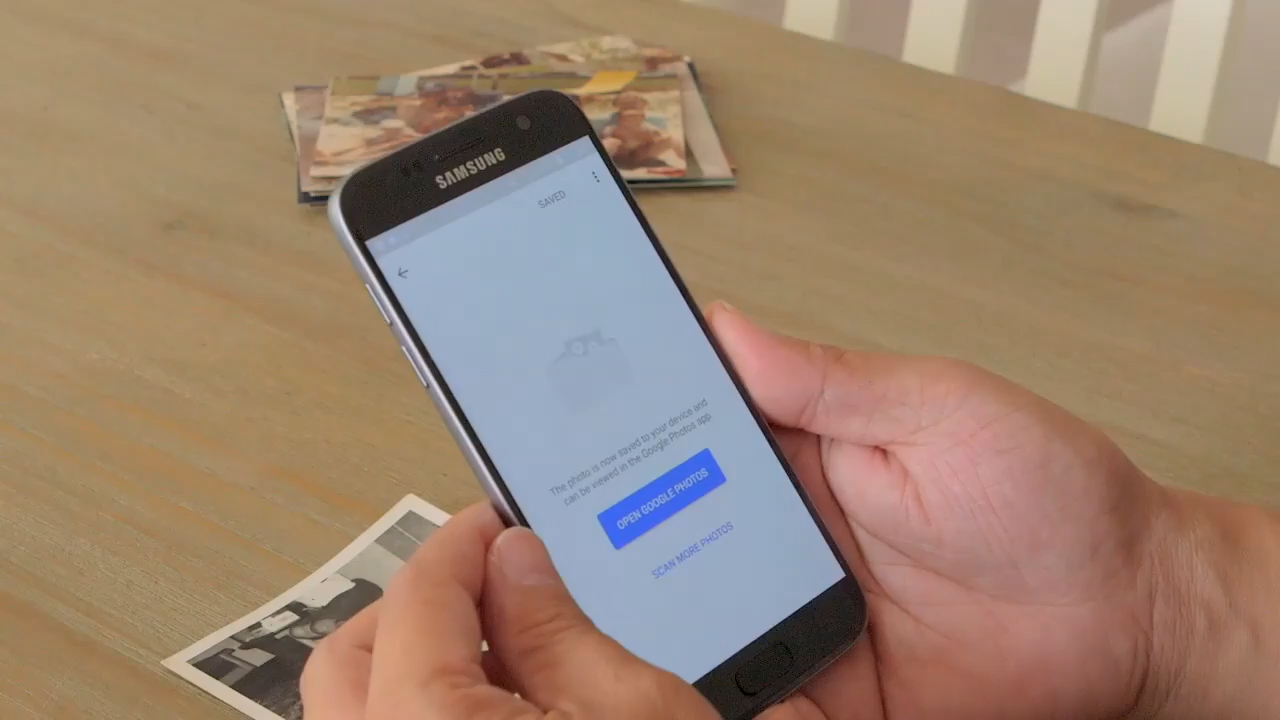 SAMSUNG
SAVED
The photo is now saved to your device and
can be viewed in the Google Photos app.
OPEN GOOGLE PHOTOS
SCAN MORE PHOTOS